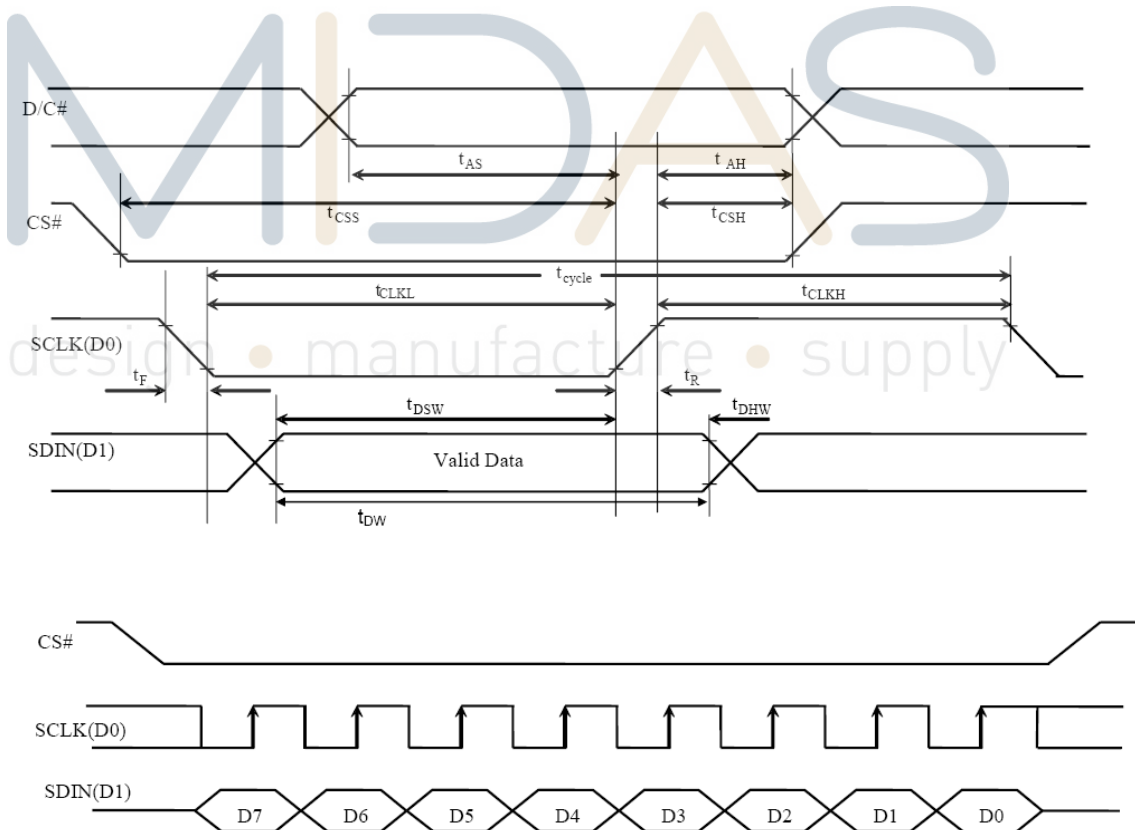 MIDAS
D/C#
tAS
tAH
tCSS
tCSH
CS#
tcycle
tCLKL
tCLKH
SCLK(D0)
design • manufacture • supply
tF
tR
tDSW
tDHW
SDIN(D1)
Valid Data
tDW
CS#
SCLK(D0)
SDIN(D1)
D7 D6 D5 D4 D3 D2 D1 D0